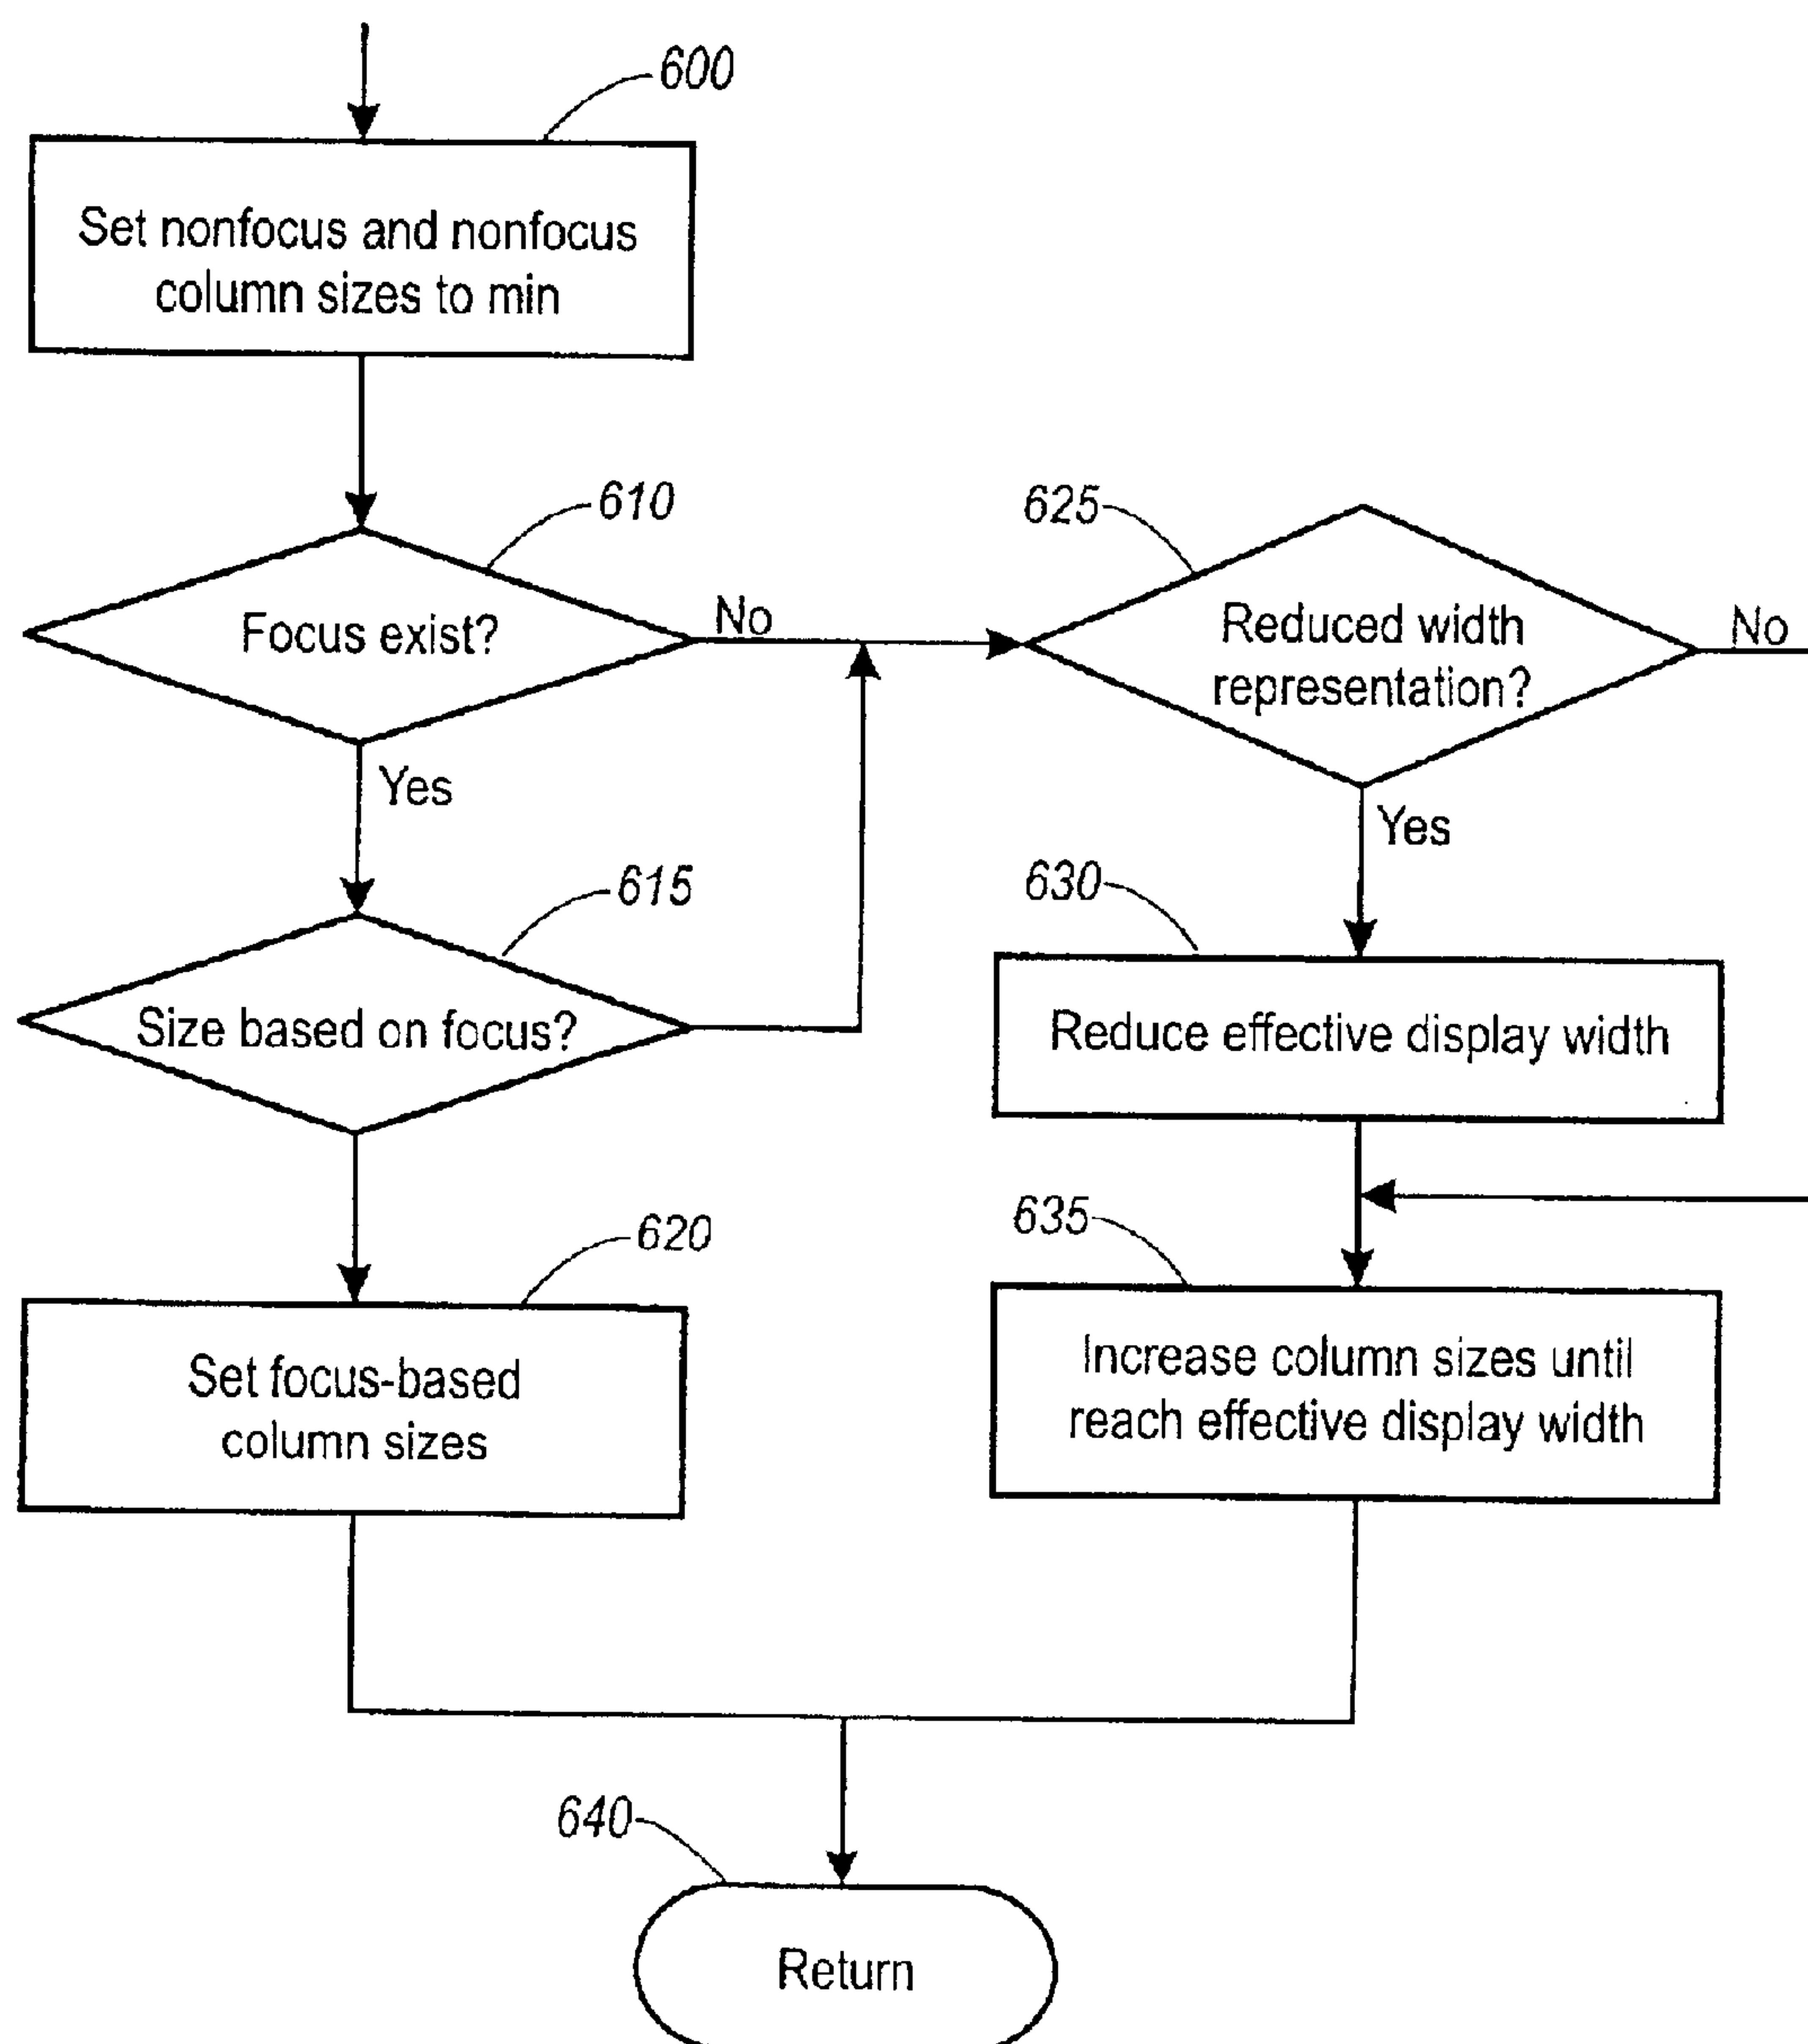 600
Set nonfocus and nonfocus
column sizes to min
610
Focus exist?
No
Yes
615
Size based on focus?
620
Set focus-based
column sizes
625
Reduced width
representation?
No
Yes
630
Reduce effective display width
635
Increase column sizes until
reach effective display width
640
Return